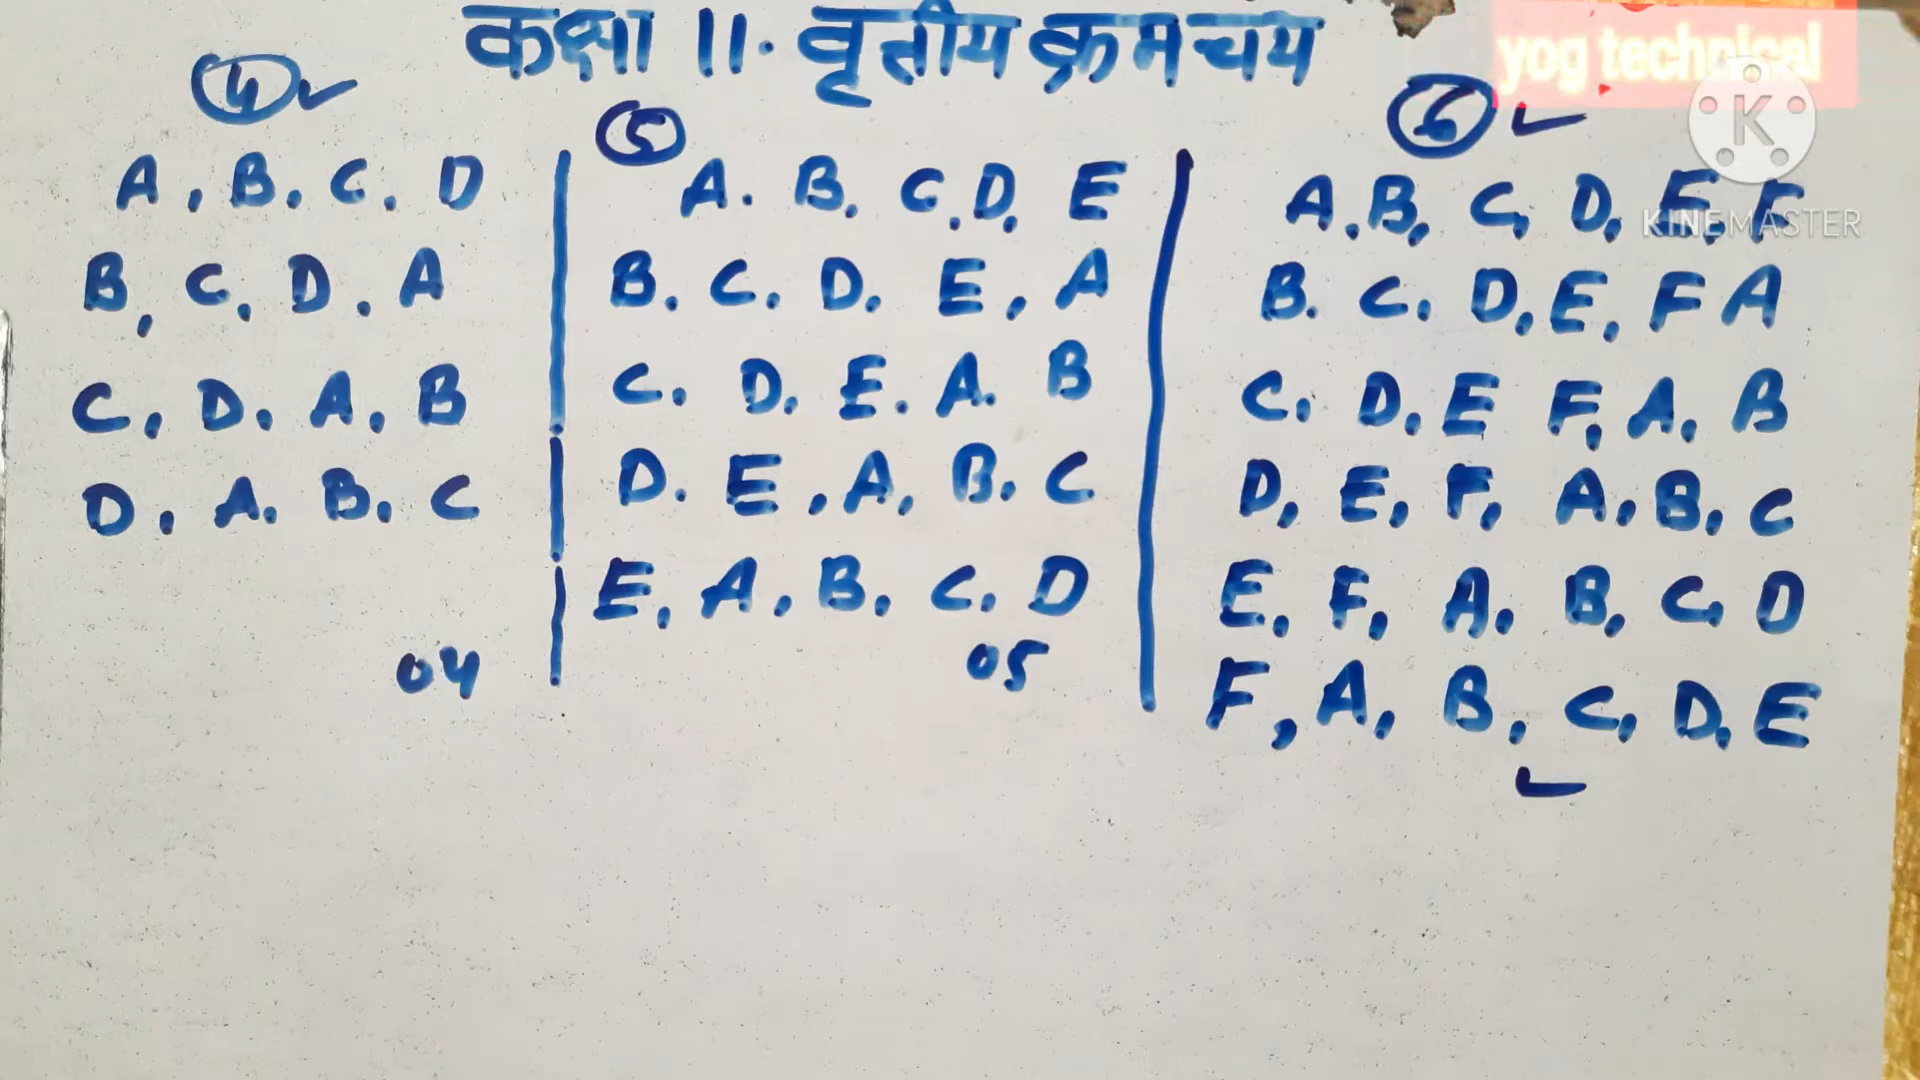 कक्षा 11. वृत्तीय क्रमचय
yog technical
K
KINEMASTER
4
A, B, C, D
B, C, D, A
C, D, A, B
D, A, B, C
04
5
A. B, C, D, E
B, C, D, E, A
C, D, E, A. B
D. E, A, B, C
E, A, B, C, D
05
6
A, B, C, D, E, F
B. C, D, E, F A
C, D, E F, A, B
D, E, F, A, B, C
E, F, A, B, C, D
F, A, B, C, D, E